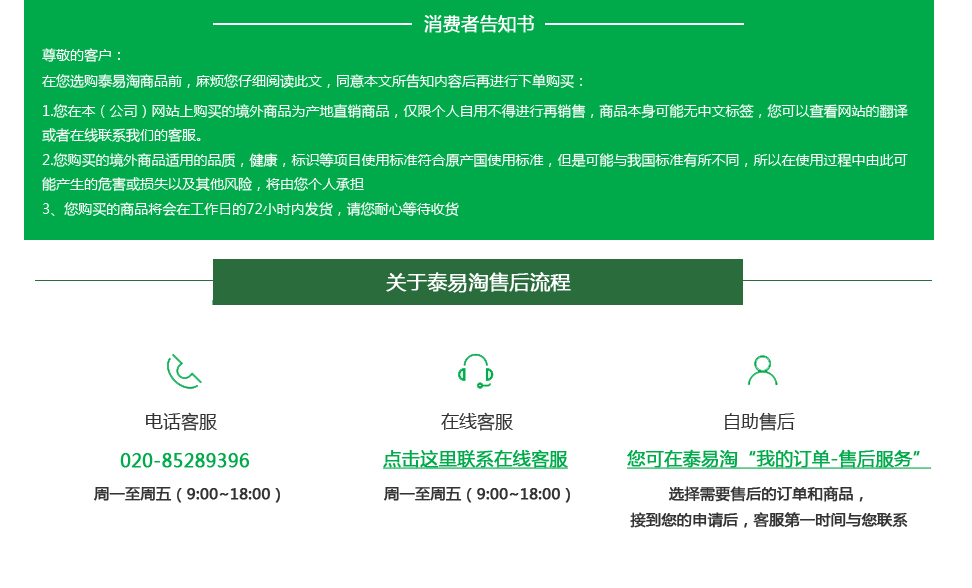 消费者告知书
尊敬的客户：
在您选购泰易淘商品前，麻烦您仔细阅读此文，同意本文所告知内容后再进行下单购买：
1.您在本（公司）网站上购买的境外商品为产地直销商品，仅限个人自用不得进行再销售，商品本身可能无中文标签，您可以查看网站的翻译
或者在线联系我们的客服。
2.您购买的境外商品适用的品质，健康，标识等项目使用标准符合原产国使用标准，但是可能与我国标准有所不同，所以在使用过程中由此可
能产生的危害或损失以及其他风险，将由您个人承担
3、您购买的商品将会在工作日的72小时内发货，请您耐心等待收货
关于泰易淘售后流程
电话客服
020-85289396
周一至周五（9:00~18:00）
在线客服
点击这里联系在线客服
周一至周五（9:00~18:00）
自助售后
您可在泰易淘“我的订单-售后服务”
选择需要售后的订单和商品，
接到您的申请后，客服第一时间与您联系